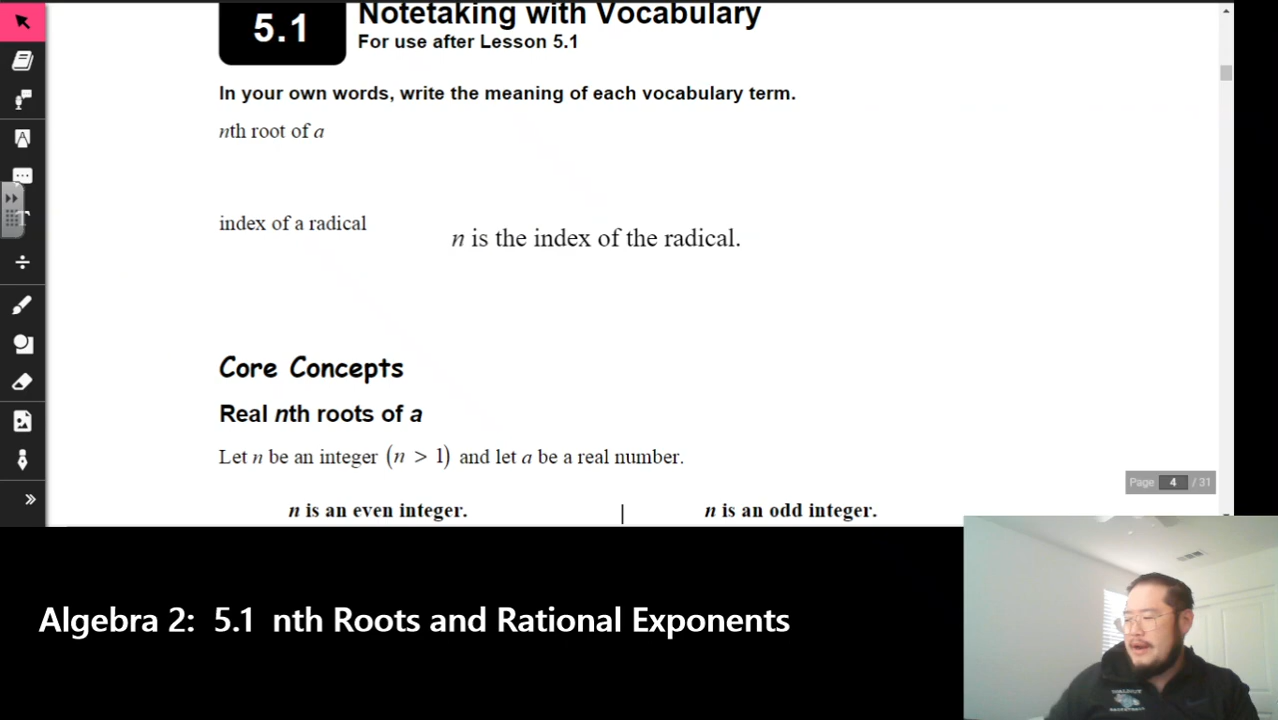 5.1
Notetaking with Vocabulary
For use after Lesson 5.1
In your own words, write the meaning of each vocabulary term.
nth root of a
index of a radical
n is the index of the radical.
Core Concepts
Real nth roots of a
Let n be an integer (n > 1) and let a be a real number.
Page 4 / 31
n is an even integer.
n is an odd integer.
Algebra 2: 5.1 nth Roots and Rational Exponents